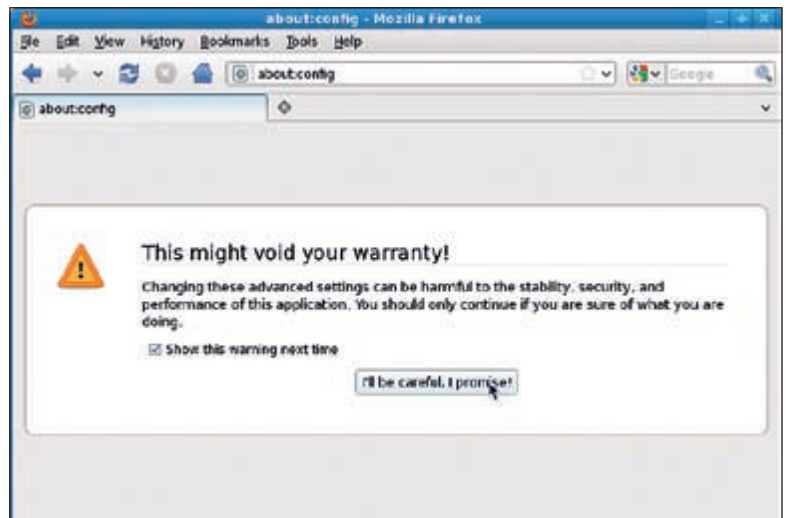 about:config - Mozilla Firefox
File Edit View History Bookmarks Tools Help
about:config
Google
about:config
This might void your warranty!
Changing these advanced settings can be harmful to the stability, security, and
performance of this application. You should only continue if you are sure of what you are
doing.
Show this warning next time
I'll be careful, I promise!